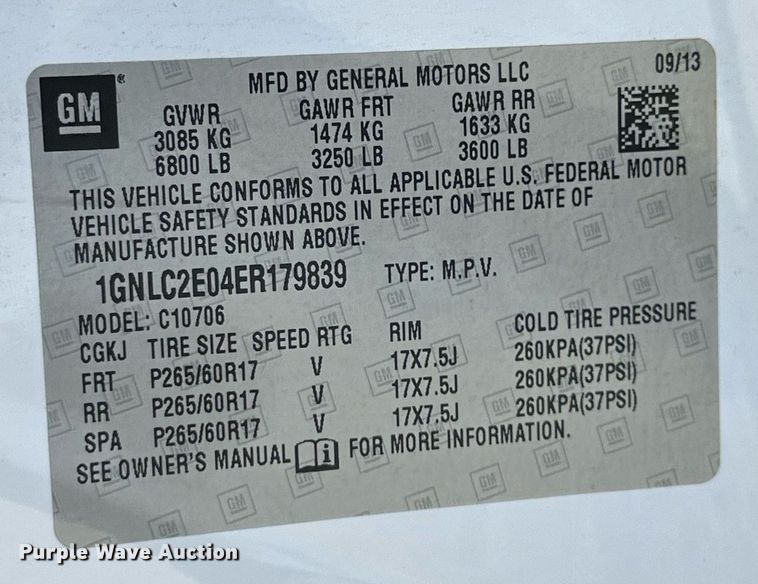 GM®
MFD BY GENERAL MOTORS LLC 09/13
GVWR GAWR FRT GAWR RR
3085 KG 1474 KG 1633 KG
6800 LB 3250 LB 3600 LB
THIS VEHICLE CONFORMS TO ALL APPLICABLE U.S. FEDERAL MOTOR
VEHICLE SAFETY STANDARDS IN EFFECT ON THE DATE OF
MANUFACTURE SHOWN ABOVE.
1GNLC2E04ER179839 TYPE: M.P.V.
MODEL: C10706
CGKJ TIRE SIZE SPEED RTG RIM COLD TIRE PRESSURE
FRT P265/60R17 V 17X7.5J 260KPA(37PSI)
RR P265/60R17 V 17X7.5J 260KPA(37PSI)
SPA P265/60R17 V 17X7.5J 260KPA(37PSI)
SEE OWNER'S MANUAL i FOR MORE INFORMATION.
Purple Wave Auction